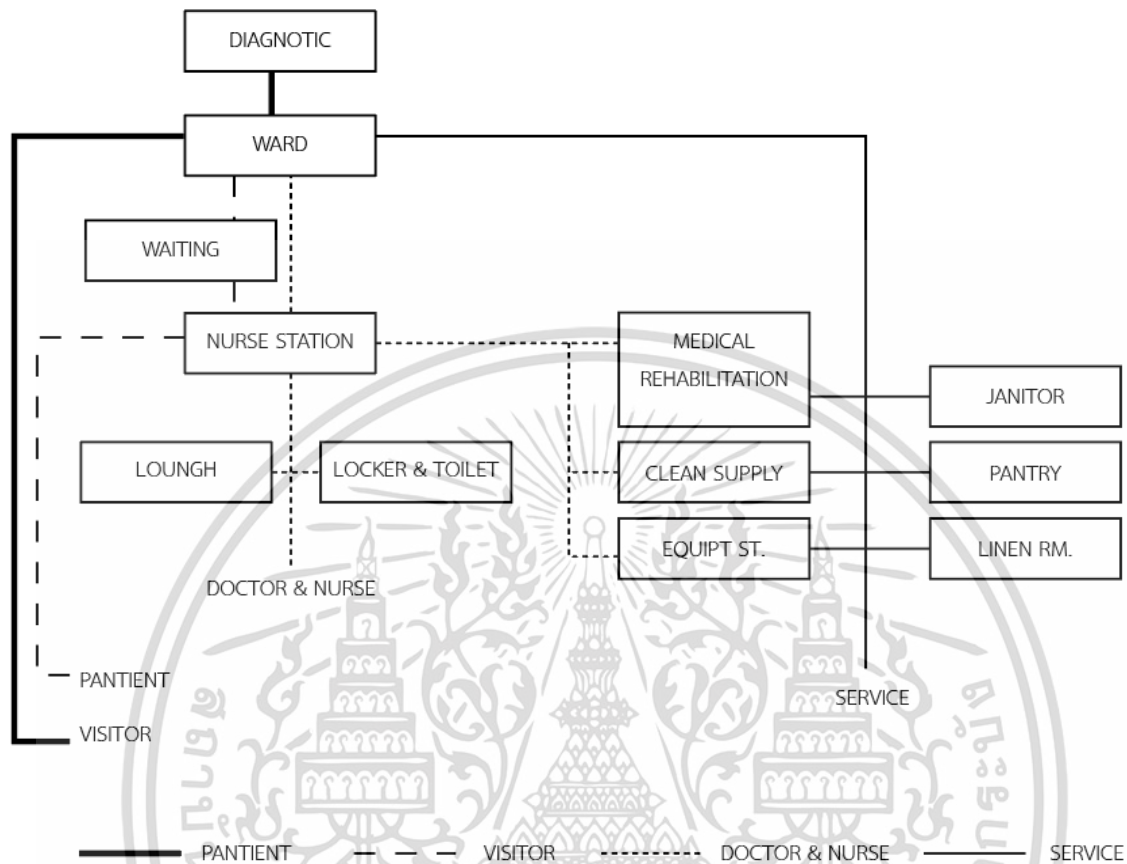 DIAGNOTIC
WARD
WAITING
NURSE STATION
MEDICAL
REHABILITATION
JANITOR
LOUNGH
LOCKER & TOILET
CLEAN SUPPLY
PANTRY
EQUIPT ST.
LINEN RM.
DOCTOR & NURSE
PANTIENT
SERVICE
VISITOR
PANTIENT
VISITOR
DOCTOR & NURSE
SERVICE